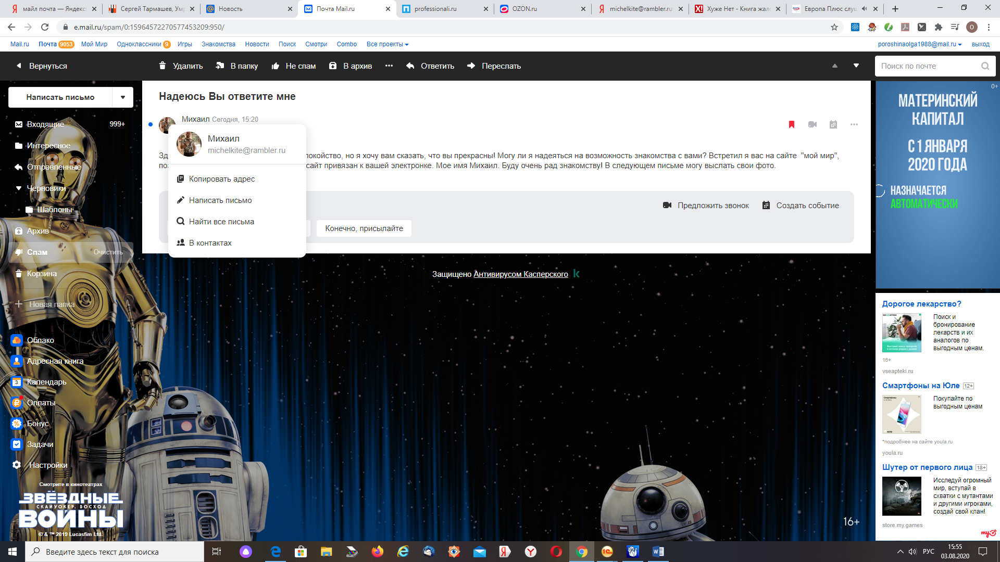 майл почта — Яндекс:
Сергей Тармашев, Умр
Новость
Почта Mail.ru
professionali.ru
OZON.ru
michelkite@rambler.ru
Хуже Нет - Книга жал
Европа Плюс слу
e.mail.ru/spam/0:15964572270577453209:950/
O
Mail.ru
Почта 9053
Мой Мир
Одноклассники 9
Игры
Знакомства
Новости
Поиск
Смотри
Combo
Все проекты
poroshinaolga1988@mail.ru
выход
Вернуться
Удалить
В папку
Не спам
В архив
Ответить
Переслать
Поиск по почте
Написать письмо
Входящие 999+
Интересное
Отправленные
Черновики
Шаблоны
Архив
Спам Очистить
Корзина
Новая папка
Облако
Адресная книга
3 Календарь
Оплаты
Бонус
Задачи
Настройки
Смотрите в кинотеатрах
ЗВЁЗДНЫЕ
СКАЙУОКЕР. ВОСХОД
ВОЙНЫ
© & ™ 2019 Lucasfim Ltd.
Надеюсь Вы ответите мне
Михаил Сегодня, 15:20
Михаил
michelkite@rambler.ru
Копировать адрес
Написать письмо
Найти все письма
В контактах
покойство, но я хочу вам сказать, что вы прекрасны! Могу ли я надеяться на возможность знакомства с вами? Встретил я вас на сайте "мой мир",
сайт привязан к вашей электронке. Мое имя Михаил. Буду очень рад знакомству! В следующем письме могу выслать свои фото.
Предложить звонок
Создать событие
Конечно, присылайте
Защищено Антивирусом Касперского
16+
0+
МАТЕРИНСКИЙ
КАПИТАЛ
С 1 ЯНВАРЯ
2020 ГОДА
НАЗНАЧАЕТСЯ
АВТОМАТИЧЕСКИ
Дорогое лекарство?
Поиск и
бронирование
лекарств и их
аналогов по
выгодным ценам.
16+
vseapteki.ru
Смартфоны на Юле 12+
Покупайте по
выгодным ценам
*подробнее на сайте youla.ru
youla.ru
Шутер от первого лица 18+
Исследуй огромный
мир, вступай в
схватки с мутантами
и другими игроками,
создай свой клан!
store.my.games
Введите здесь текст для поиска
РУС
15:55
03.08.2020